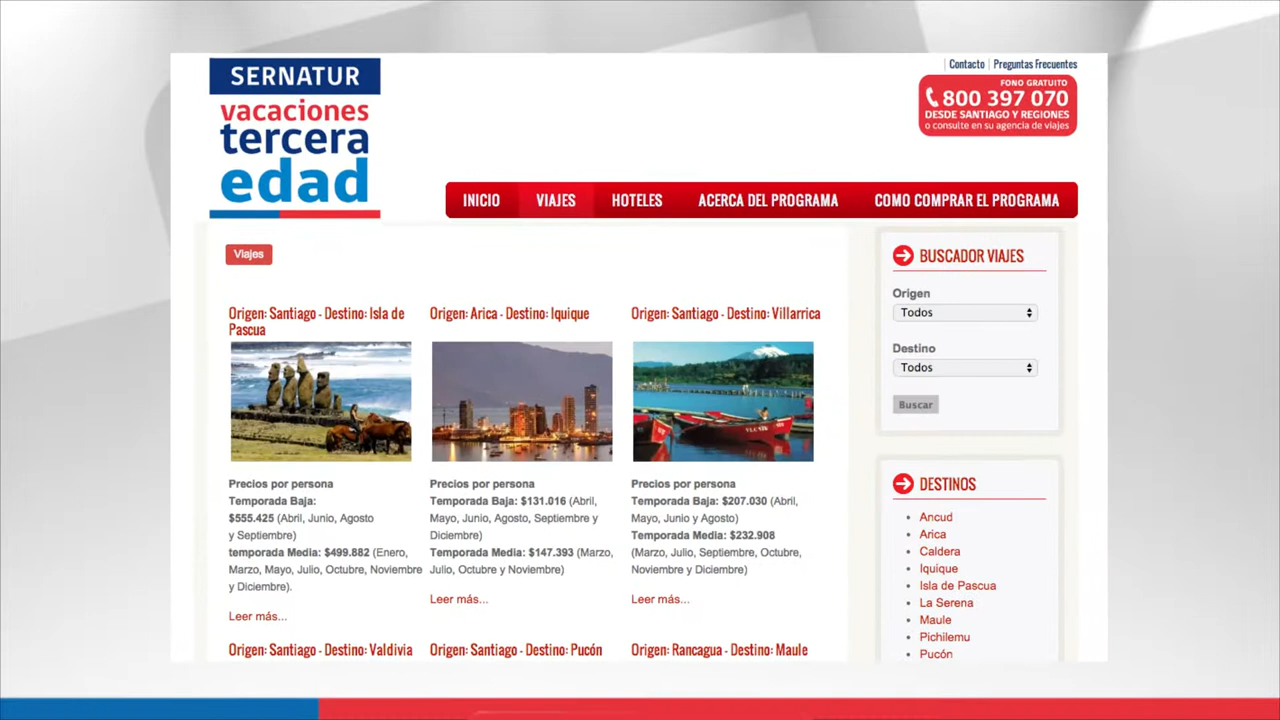 SERNATUR
vacaciones
tercera
edad
Contacto
Preguntas Frecuentes
FONO GRATUITO
800 397 070
DESDE SANTIAGO Y REGIONES
o consulte en su agencia de viajes
INICIO
VIAJES
HOTELES
ACERCA DEL PROGRAMA
COMO COMPRAR EL PROGRAMA
Viajes
Origen: Santiago - Destino: Isla de
Pascua
Precios por persona
Temporada Baja:
$555.425 (Abril, Junio, Agosto
y Septiembre)
temporada Media: $499.882 (Enero,
Marzo, Mayo, Julio, Octubre, Noviembre
y Diciembre).
Leer más...
Origen: Arica - Destino: Iquique
Precios por persona
Temporada Baja: $131.016 (Abril,
Mayo, Junio, Agosto, Septiembre y
Diciembre)
Temporada Media: $147.393 (Marzo,
Julio, Octubre y Noviembre)
Leer más...
Origen: Santiago - Destino: Villarrica
Precios por persona
Temporada Baja: $207.030 (Abril,
Mayo, Junio y Agosto)
Temporada Media: $232.908
(Marzo, Julio, Septiembre, Octubre,
Noviembre y Diciembre)
Leer más...
Origen: Santiago - Destino: Valdivia
Origen: Santiago - Destino: Pucón
Origen: Rancagua - Destino: Maule
BUSCADOR VIAJES
Origen
Todos
Destino
Todos
Buscar
DESTINOS
Ancud
Arica
Caldera
Iquique
Isla de Pascua
La Serena
Maule
Pichilemu
Pucón